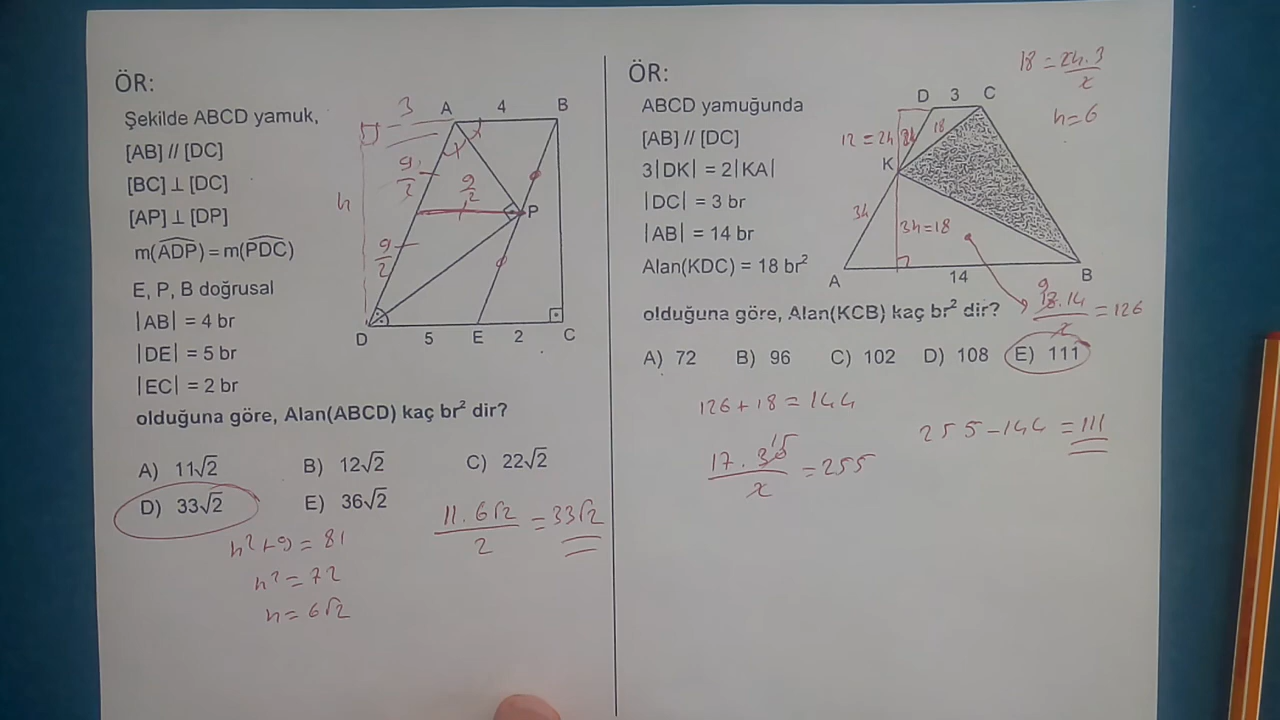 ÖR:
Şekilde ABCD yamuk,
[AB] // [DC]
[BC] ⊥ [DC]
[AP] ⊥ [DP]
m(ADP) = m(PDC)
E, P, B doğrusal
|AB| = 4 br
|DE| = 5 br
|EC| = 2 br
olduğuna göre, Alan(ABCD) kaç br² dir?
A) 11√2 B) 12√2 C) 22√2
D) 33√2 E) 36√2
3 A 4 B
9/2 9/2
h P
9/2
D 5 E 2 C
h²+9 = 81
h² = 72
h = 6√2
11.6√2/2 = 33√2
ÖR:
ABCD yamuğunda
[AB] // [DC]
3|DK| = 2|KA|
|DC| = 3 br
|AB| = 14 br
Alan(KDC) = 18 br²
olduğuna göre, Alan(KCB) kaç br² dir?
A) 72 B) 96 C) 102 D) 108 E) 111
D 3 C
12 = 2h 18
K
3h 3h=18
A 14 B
18 = 2h.3/2
h=6
18.14/2 = 126
9
126+18 = 144
17.30/2 = 255
15
255-144 = 111